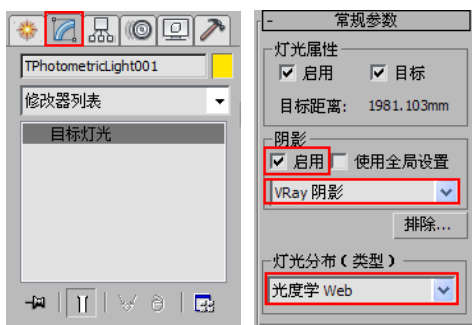 TPhotometricLight001
修改器列表
目标灯光
- 常规参数
灯光属性
启用 目标
目标距离: 1981.103mm
阴影
启用 使用全局设置
VRay 阴影
排除...
灯光分布(类型)
光度学 Web